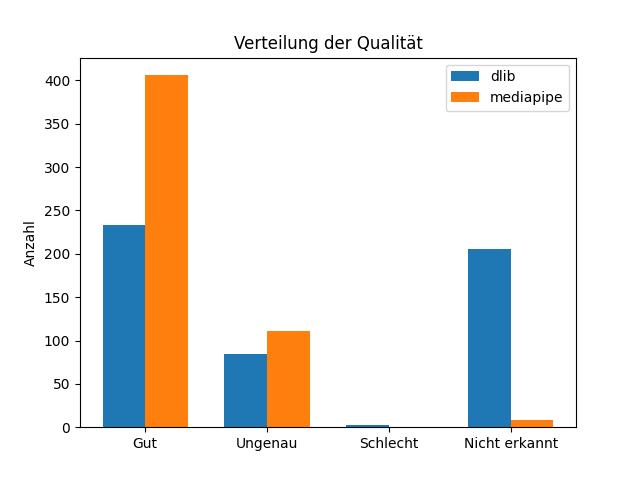 Verteilung der Qualität
dlib
mediapipe
Anzahl
400
350
300
250
200
150
100
50
0
Gut Ungenau Schlecht Nicht erkannt